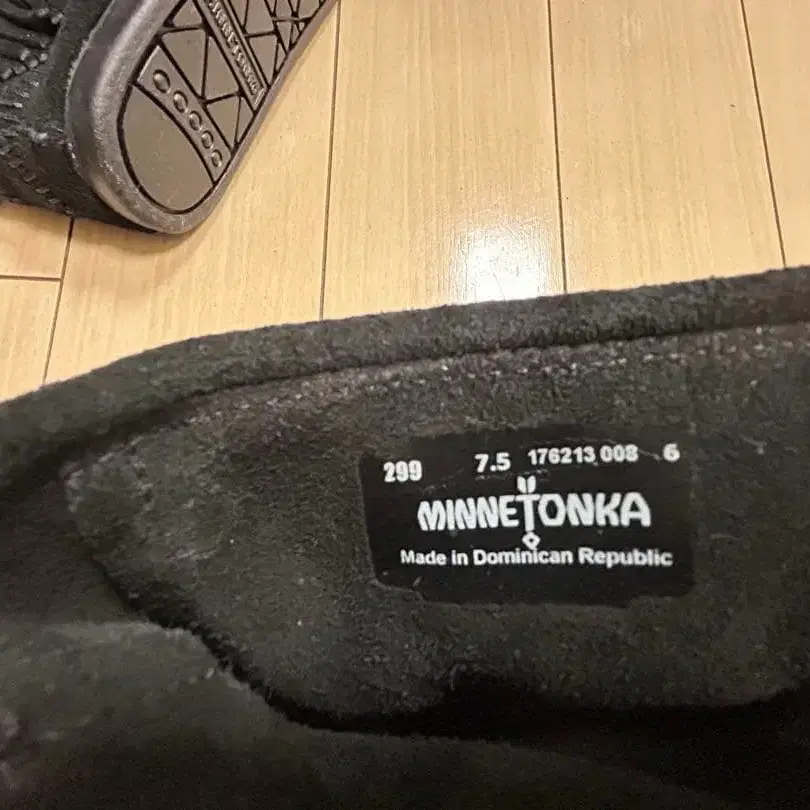 299 7.5 176213 008 6
MINNETONKA
Made in Dominican Republic